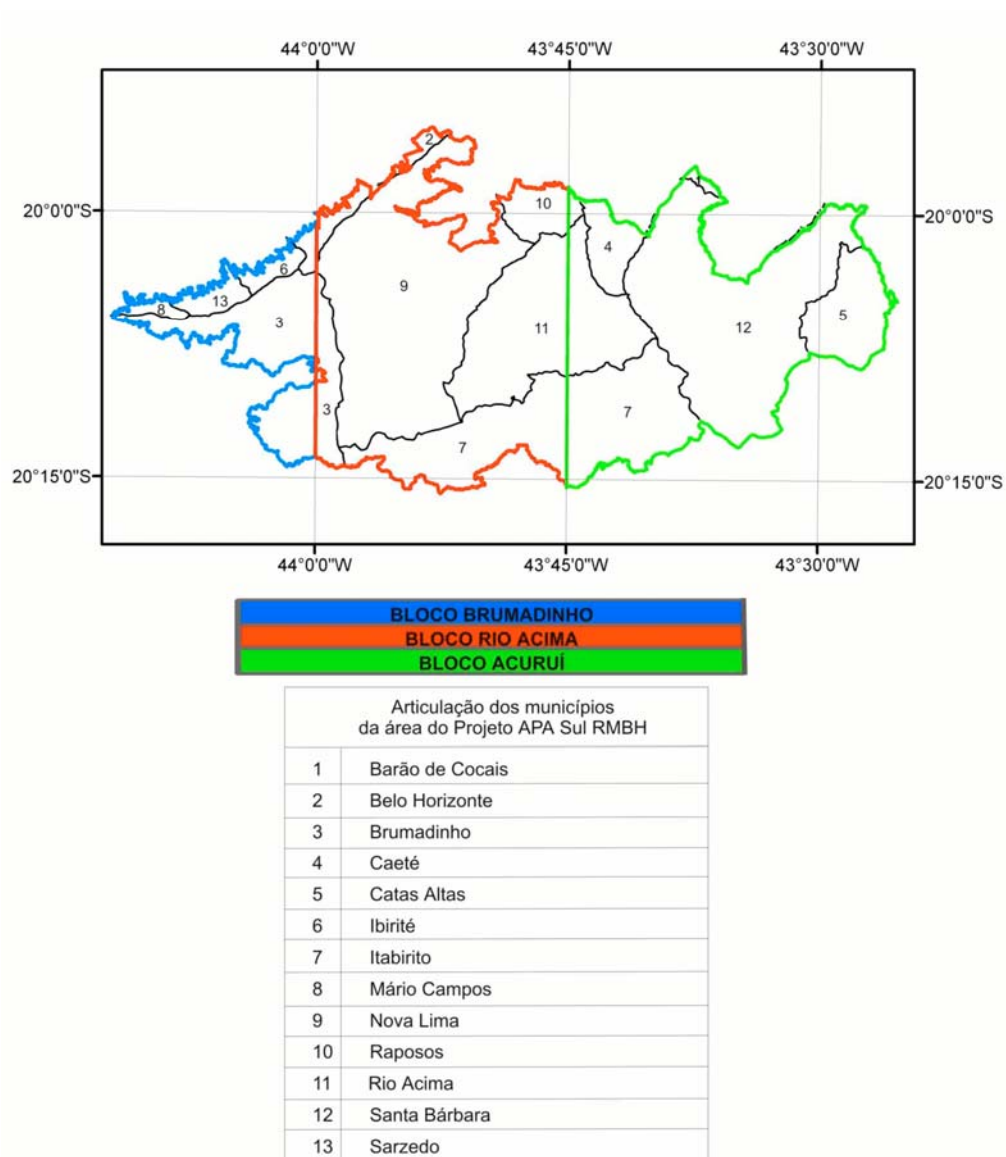 44°0'0"W 43°45'0"W 43°30'0"W
2
10
20°0'0"S 20°0'0"S
4
6
9
13
8
3
11
12
5
3
7
7
20°15'0"S 20°15'0"S
44°0'0"W 43°45'0"W 43°30'0"W
BLOCO BRUMADINHO
BLOCO RIO ACIMA
BLOCO ACURUÍ
Articulação dos municípios
da área do Projeto APA Sul RMBH
1 Barão de Cocais
2 Belo Horizonte
3 Brumadinho
4 Caeté
5 Catas Altas
6 Ibirité
7 Itabirito
8 Mário Campos
9 Nova Lima
10 Raposos
11 Rio Acima
12 Santa Bárbara
13 Sarzedo